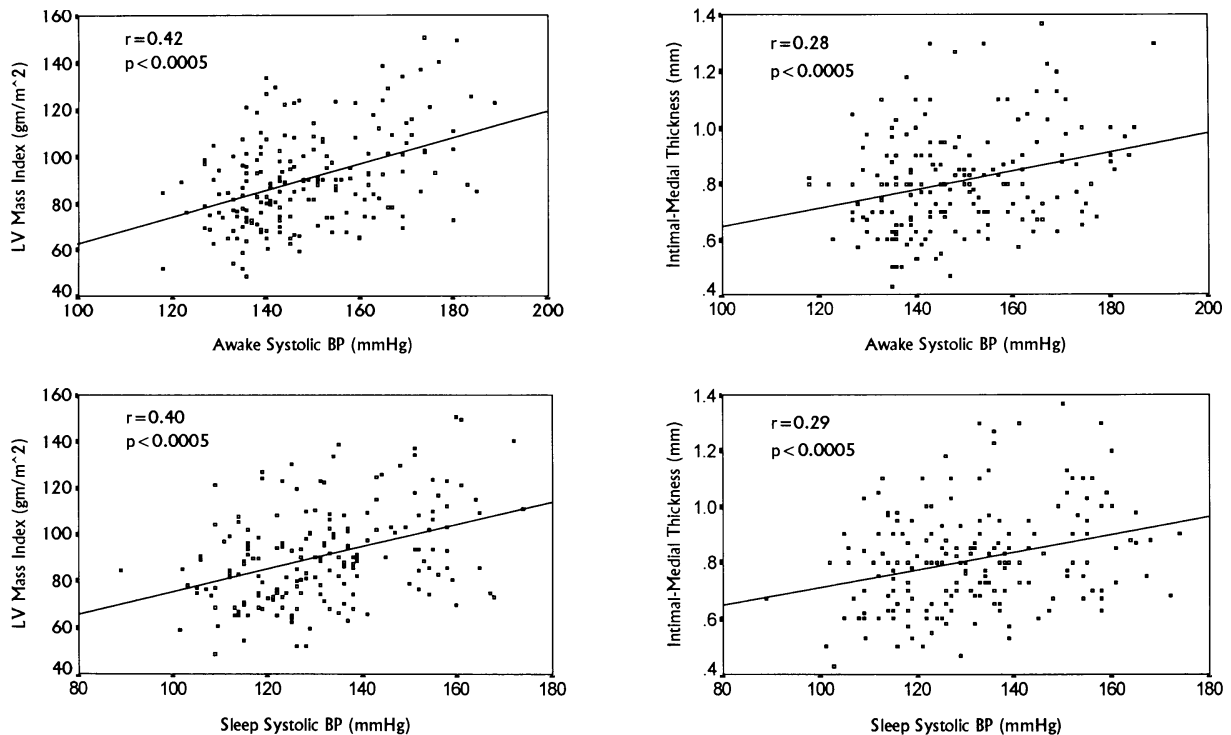 160
140
120
100
80
60
40
LV Mass Index (gm/m^2)
r=0.42
p<0.0005
100 120 140 160 180 200
Awake Systolic BP (mmHg)
1.4
1.2
1.0
.8
.6
.4
Intimal-Medial Thickness (mm)
r=0.28
p<0.0005
100 120 140 160 180 200
Awake Systolic BP (mmHg)
160
140
120
100
80
60
40
LV Mass Index (gm/m^2)
r=0.40
p<0.0005
80 100 120 140 160 180
Sleep Systolic BP (mmHg)
1.4
1.2
1.0
.8
.6
.4
Intimal-Medial Thickness (mm)
r=0.29
p<0.0005
80 100 120 140 160 180
Sleep Systolic BP (mmHg)